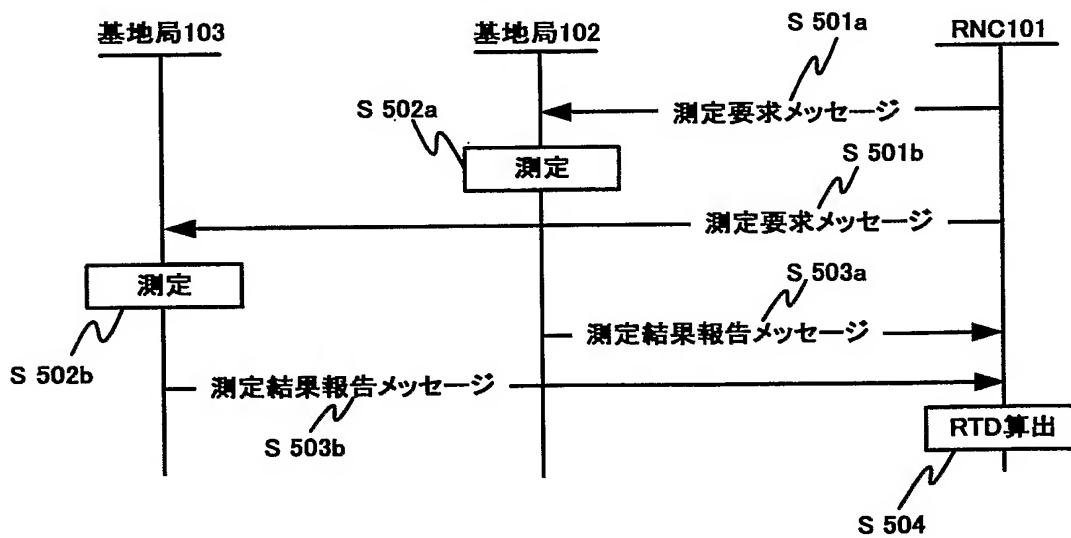 基地局103
基地局102
RNC101
S 501a
測定要求メッセージ
S 502a
測定
S 501b
測定要求メッセージ
測定
S 503a
S 502b
測定結果報告メッセージ
測定結果報告メッセージ
S 503b
RTD算出
S 504